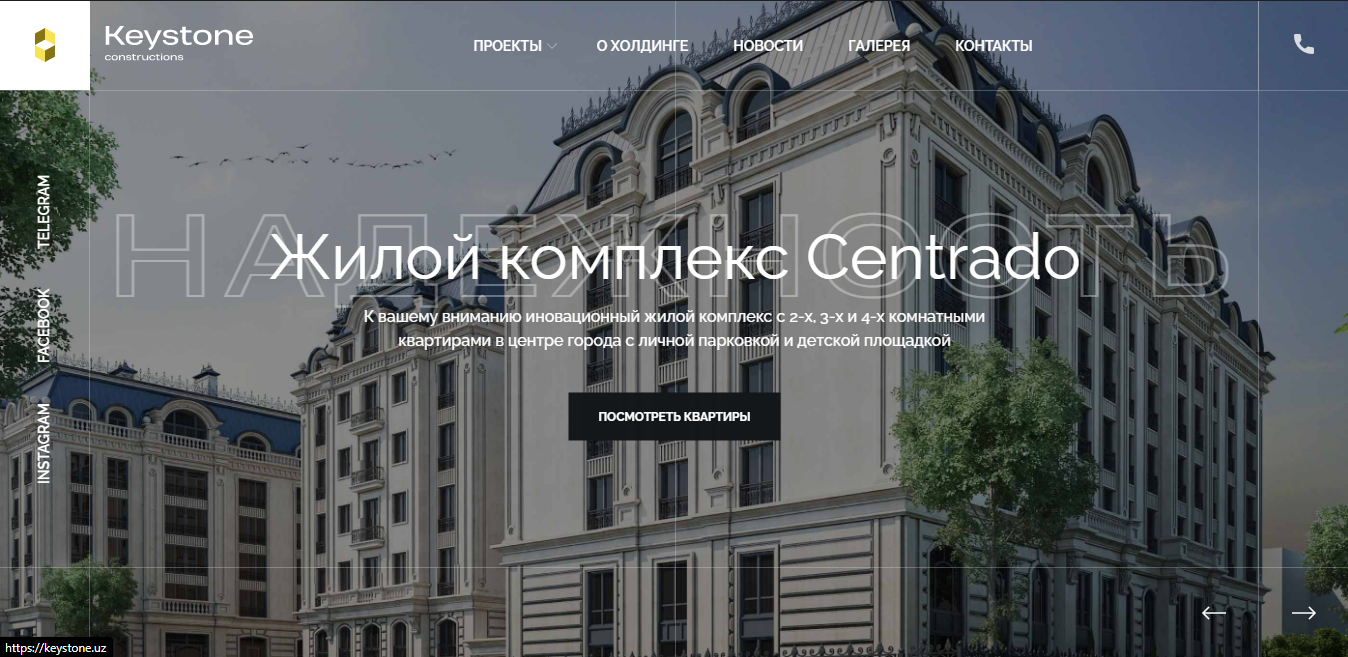 Keystone
constructions
ПРОЕКТЫ
О ХОЛДИНГЕ
НОВОСТИ
ГАЛЕРЕЯ
КОНТАКТЫ
TELEGRAM
FACEBOOK
INSTAGRAM
НАДЕЖНОСТЬ
Жилой комплекс Centrado
К вашему вниманию иновационный жилой комплекс с 2-х, 3-х и 4-х комнатными
квартирами в центре города с личной парковкой и детской площадкой
ПОСМОТРЕТЬ КВАРТИРЫ
https://keystone.uz